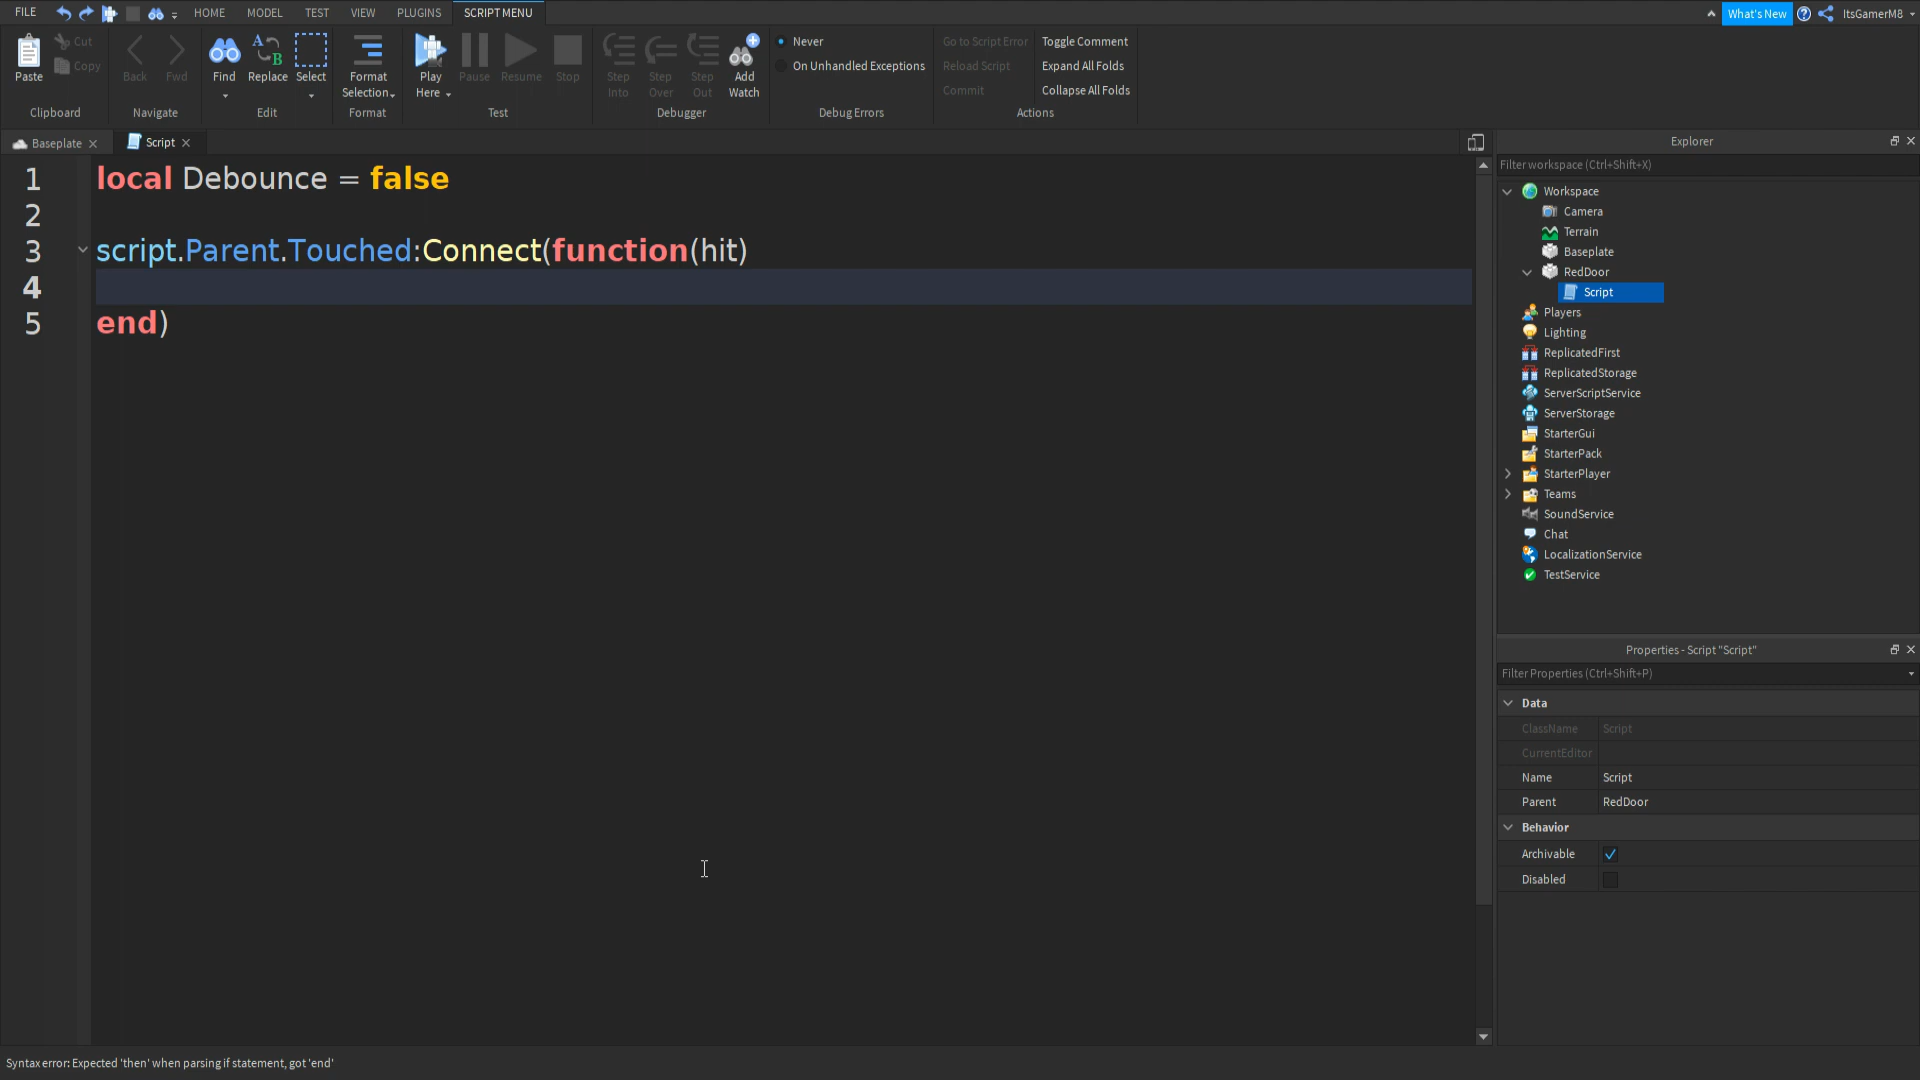 FILE
HOME
MODEL
TEST
VIEW
PLUGINS
SCRIPT MENU
What's New
ItsGamerM8
Paste
Cut
Copy
Clipboard
Back
Fwd
Navigate
Find
Replace
Select
Edit
Format
Selection
Format
Play
Here
Pause
Resume
Stop
Test
Step
Into
Step
Over
Step
Out
Add
Watch
Debugger
Never
On Unhandled Exceptions
Debug Errors
Go to Script Error
Reload Script
Commit
Toggle Comment
Expand All Folds
Collapse All Folds
Actions
Baseplate
Script
1 local Debounce = false
2
3 script.Parent.Touched:Connect(function(hit)
4
5 end)
Explorer
Filter workspace (Ctrl+Shift+X)
Workspace
Camera
Terrain
Baseplate
RedDoor
Script
Players
Lighting
ReplicatedFirst
ReplicatedStorage
ServerScriptService
ServerStorage
StarterGui
StarterPack
StarterPlayer
Teams
SoundService
Chat
LocalizationService
TestService
Properties - Script "Script"
Filter Properties (Ctrl+Shift+P)
Data
ClassName Script
CurrentEditor
Name Script
Parent RedDoor
Behavior
Archivable
Disabled
Syntax error: Expected 'then' when parsing if statement, got 'end'